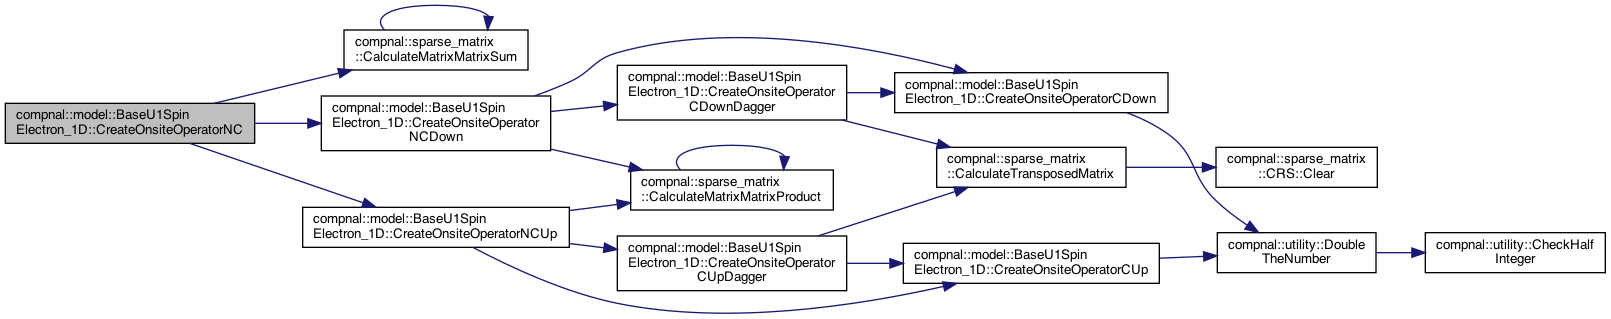 compnal::model::BaseU1Spin
Electron_1D::CreateOnsiteOperatorNC
compnal::sparse_matrix
::CalculateMatrixMatrixSum
compnal::model::BaseU1Spin
Electron_1D::CreateOnsiteOperator
NCDown
compnal::model::BaseU1Spin
Electron_1D::CreateOnsiteOperatorNCUp
compnal::model::BaseU1Spin
Electron_1D::CreateOnsiteOperator
CDownDagger
compnal::sparse_matrix
::CalculateMatrixMatrixProduct
compnal::model::BaseU1Spin
Electron_1D::CreateOnsiteOperator
CUpDagger
compnal::model::BaseU1Spin
Electron_1D::CreateOnsiteOperatorCDown
compnal::sparse_matrix
::CalculateTransposedMatrix
compnal::model::BaseU1Spin
Electron_1D::CreateOnsiteOperatorCUp
compnal::sparse_matrix
::CRS::Clear
compnal::utility::Double
TheNumber
compnal::utility::CheckHalf
Integer